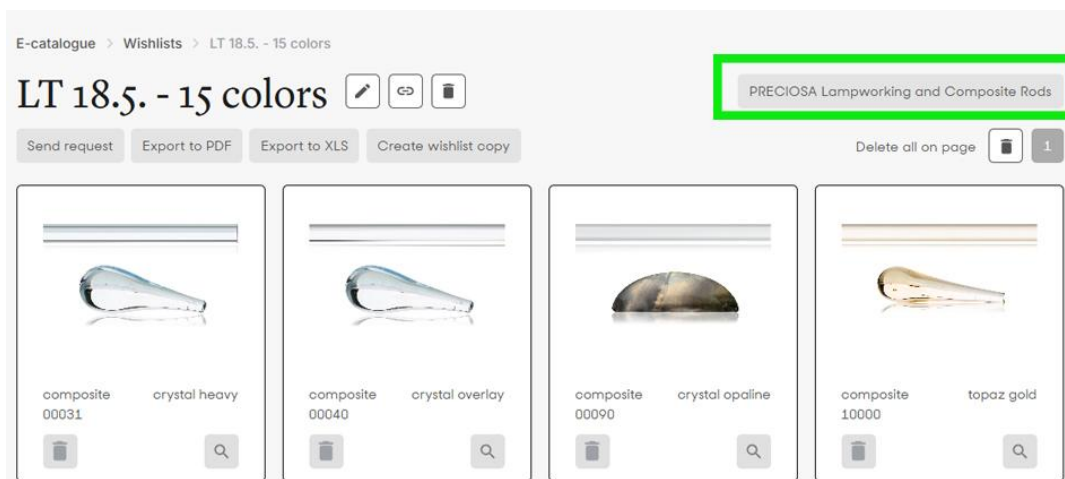 E-catalogue > Wishlists > LT 18.5. - 15 colors
LT 18.5. - 15 colors
PRECIOSA Lampworking and Composite Rods
Send request Export to PDF Export to XLS Create wishlist copy
Delete all on page 1
composite crystal heavy
00031
composite crystal overlay
00040
composite crystal opaline
00090
composite topaz gold
10000